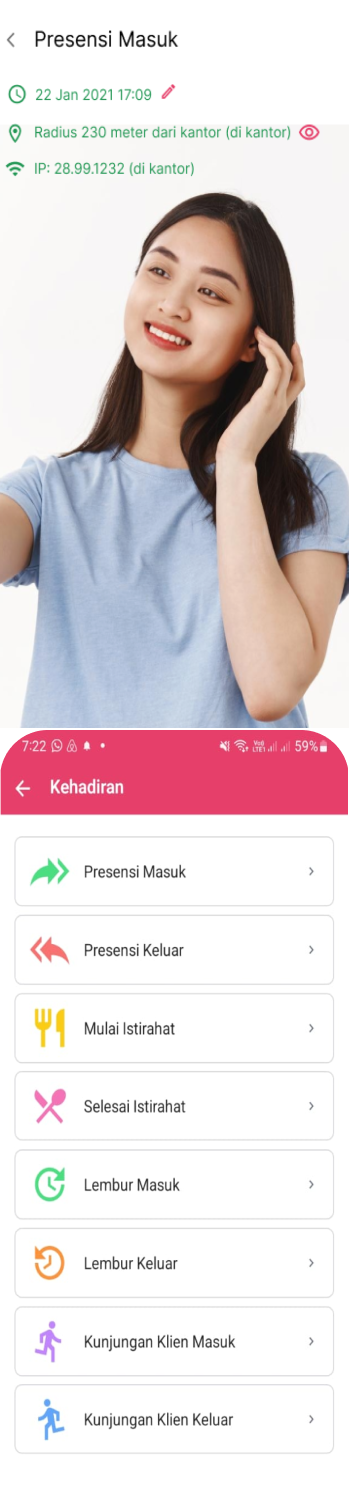 Presensi Masuk
22 Jan 2021 17:09
Radius 230 meter dari kantor (di kantor)
IP: 28.99.1232 (di kantor)
7:22 59%
Kehadiran
Presensi Masuk
Presensi Keluar
Mulai Istirahat
Selesai Istirahat
Lembur Masuk
Lembur Keluar
Kunjungan Klien Masuk
Kunjungan Klien Keluar